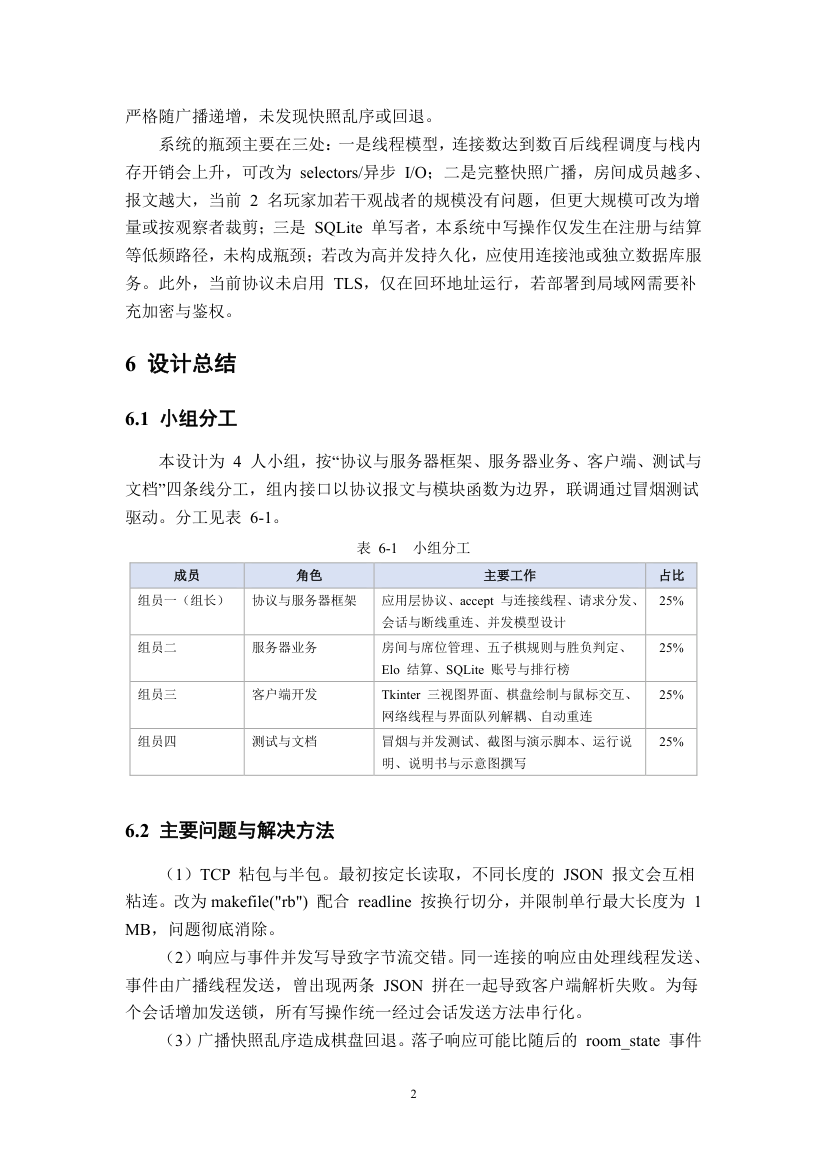 严格随广播递增，未发现快照乱序或回退。
系统的瓶颈主要在三处：一是线程模型，连接数达到数百后线程调度与栈内
存开销会上升，可改为 selectors/异步 I/O；二是完整快照广播，房间成员越多、
报文越大，当前 2 名玩家加若干观战者的规模没有问题，但更大规模可改为增
量或按观察者裁剪；三是 SQLite 单写者，本系统中写操作仅发生在注册与结算
等低频路径，未构成瓶颈；若改为高并发持久化，应使用连接池或独立数据库服
务。此外，当前协议未启用 TLS，仅在回环地址运行，若部署到局域网需要补
充加密与鉴权。
6 设计总结
6.1 小组分工
本设计为 4 人小组，按“协议与服务器框架、服务器业务、客户端、测试与
文档”四条线分工，组内接口以协议报文与模块函数为边界，联调通过冒烟测试
驱动。分工见表 6-1。
表 6-1 小组分工
成员 角色 主要工作 占比
组员一（组长） 协议与服务器框架 应用层协议、accept 与连接线程、请求分发、 25%
会话与断线重连、并发模型设计
组员二 服务器业务 房间与席位管理、五子棋规则与胜负判定、 25%
Elo 结算、SQLite 账号与排行榜
组员三 客户端开发 Tkinter 三视图界面、棋盘绘制与鼠标交互、 25%
网络线程与界面队列解耦、自动重连
组员四 测试与文档 冒烟与并发测试、截图与演示脚本、运行说 25%
明、说明书与示意图撰写
6.2 主要问题与解决方法
（1）TCP 粘包与半包。最初按定长读取，不同长度的 JSON 报文会互相
粘连。改为 makefile("rb") 配合 readline 按换行切分，并限制单行最大长度为 1
MB，问题彻底消除。
（2）响应与事件并发写导致字节流交错。同一连接的响应由处理线程发送、
事件由广播线程发送，曾出现两条 JSON 拼在一起导致客户端解析失败。为每
个会话增加发送锁，所有写操作统一经过会话发送方法串行化。
（3）广播快照乱序造成棋盘回退。落子响应可能比随后的 room_state 事件
2